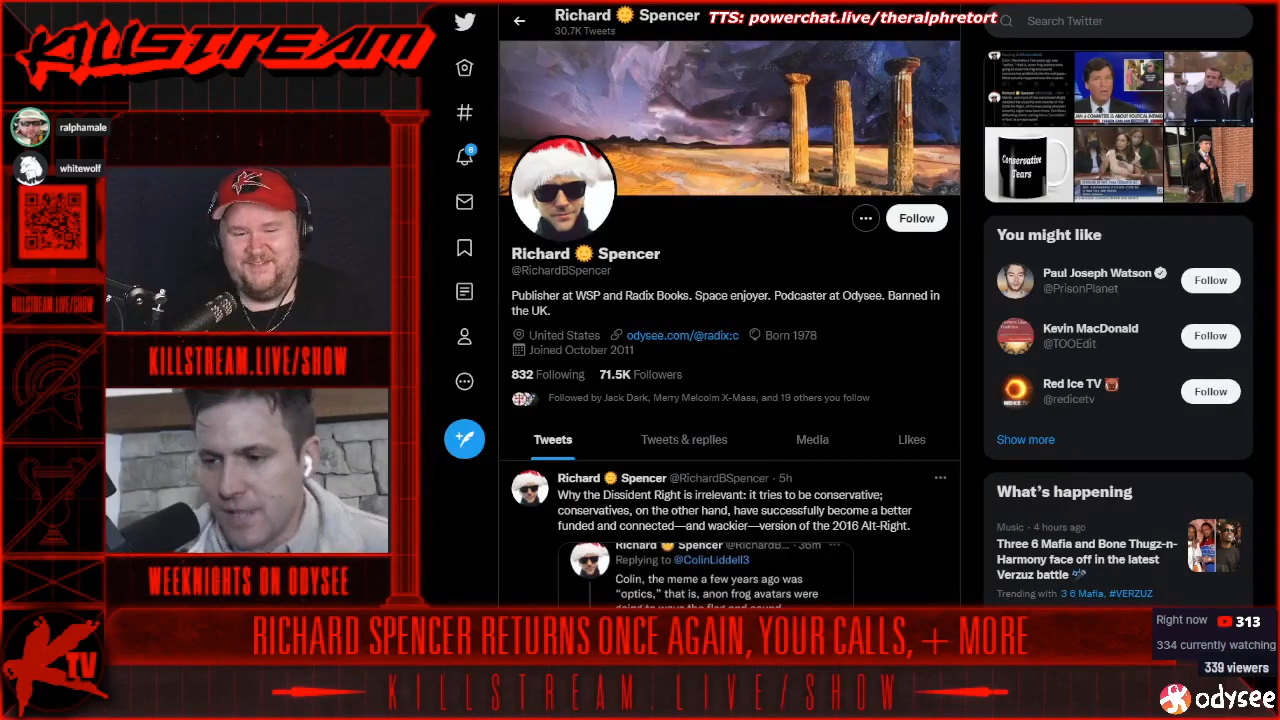 KILLSTREAM
ralphamale
whitewolf
KILLSTREAM.LIVE/SHOW
KILLSTREAM.LIVE/SHOW
WEEKNIGHTS ON ODYSEE
Richard 🌞 Spencer
30.7K Tweets
TTS: powerchat.live/theralphretort
Search Twitter
6
Follow
Richard 🌞 Spencer
@RichardBSpencer
Publisher at WSP and Radix Books. Space enjoyer. Podcaster at Odysee. Banned in
the UK.
United States odysee.com/@radix:c Born 1978
Joined October 2011
832 Following 71.5K Followers
Followed by Jack Dark, Merry Melcolm X-Mass, and 19 others you follow
Tweets Tweets & replies Media Likes
Richard 🌞 Spencer @RichardBSpencer · 5h
Why the Dissident Right is irrelevant: it tries to be conservative;
conservatives, on the other hand, have successfully become a better
funded and connected—and wackier—version of the 2016 Alt-Right.
Richard 🌞 Spencer @RichardB... · 36m
Replying to @ColinLiddell3
Colin, the meme a few years ago was
“optics,” that is, anon frog avatars were
JAN 6 COMMITTEE IS ABOUT POLITICAL
Conservative
Tears
You might like
Paul Joseph Watson
@PrisonPlanet
Follow
Kevin MacDonald
@TOOEdit
Follow
Red Ice TV
@redicetv
Follow
Show more
What's happening
Music · 4 hours ago
Three 6 Mafia and Bone Thugz-n-
Harmony face off in the latest
Verzuz battle
Trending with 3 6 Mafia, #VERZUZ
Right now 313
334 currently watching
339 viewers
odysee
K
TV
RICHARD SPENCER RETURNS ONCE AGAIN, YOUR CALLS, + MORE
KILLSTREAM.LIVE/SHOW